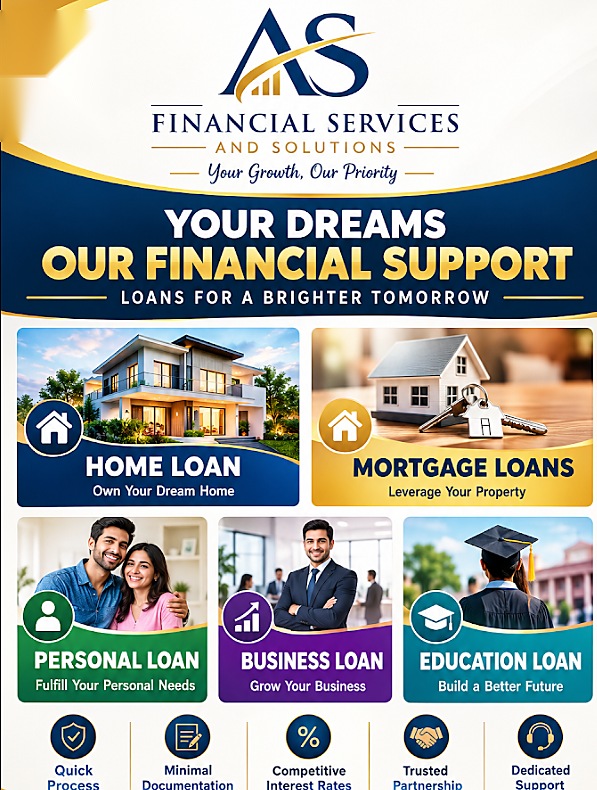 AS
FINANCIAL SERVICES
AND SOLUTIONS
Your Growth, Our Priority
YOUR DREAMS
OUR FINANCIAL SUPPORT
LOANS FOR A BRIGHTER TOMORROW
HOME LOAN
Own Your Dream Home
MORTGAGE LOANS
Leverage Your Property
PERSONAL LOAN
Fulfill Your Personal Needs
BUSINESS LOAN
Grow Your Business
EDUCATION LOAN
Build a Better Future
%
Quick
Process
Minimal
Documentation
Competitive
Interest Rates
Trusted
Partnership
Dedicated
Support